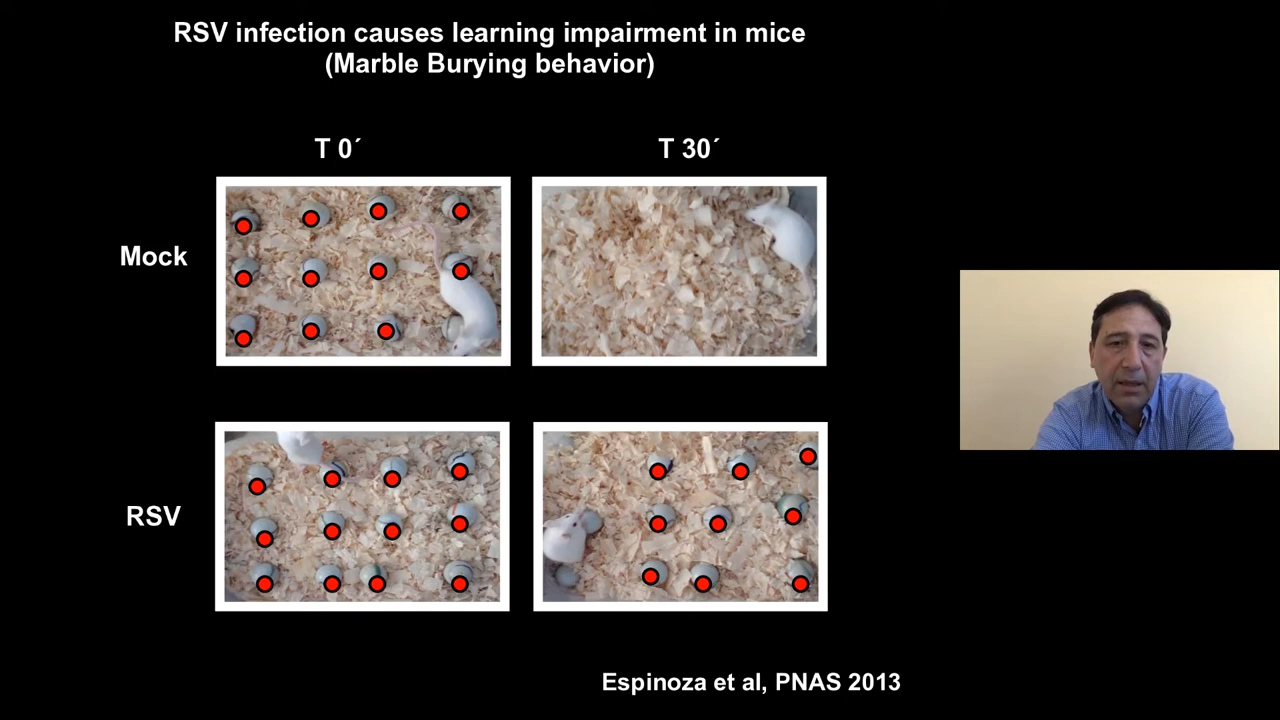 RSV infection causes learning impairment in mice
(Marble Burying behavior)
T 0´
T 30´
Mock
RSV
Espinoza et al, PNAS 2013